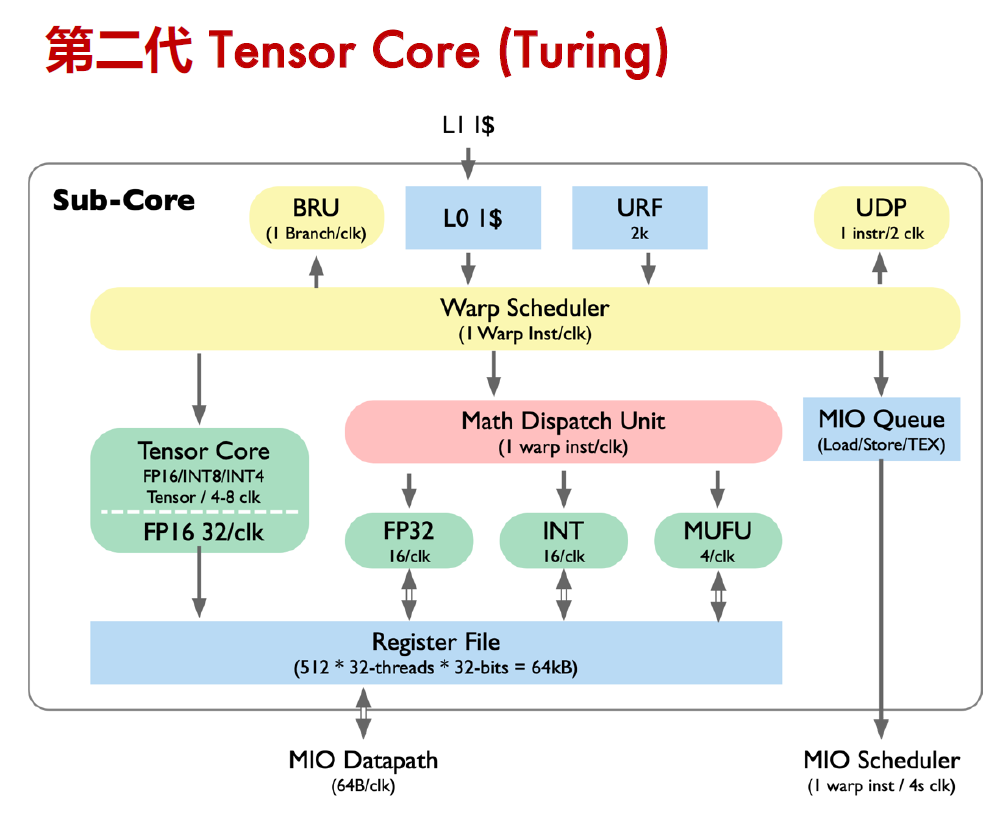 第二代 Tensor Core (Turing)
L1 I$
Sub-Core
BRU
(1 Branch/clk)
L0 I$
URF
2k
UDP
1 instr/2 clk
Warp Scheduler
(1 Warp Inst/clk)
Math Dispatch Unit
(1 warp inst/clk)
MIO Queue
(Load/Store/TEX)
Tensor Core
FP16/INT8/INT4
Tensor / 4-8 clk
FP16 32/clk
FP32
16/clk
INT
16/clk
MUFU
4/clk
Register File
(512 * 32-threads * 32-bits = 64kB)
MIO Datapath
(64B/clk)
MIO Scheduler
(1 warp inst / 4s clk)